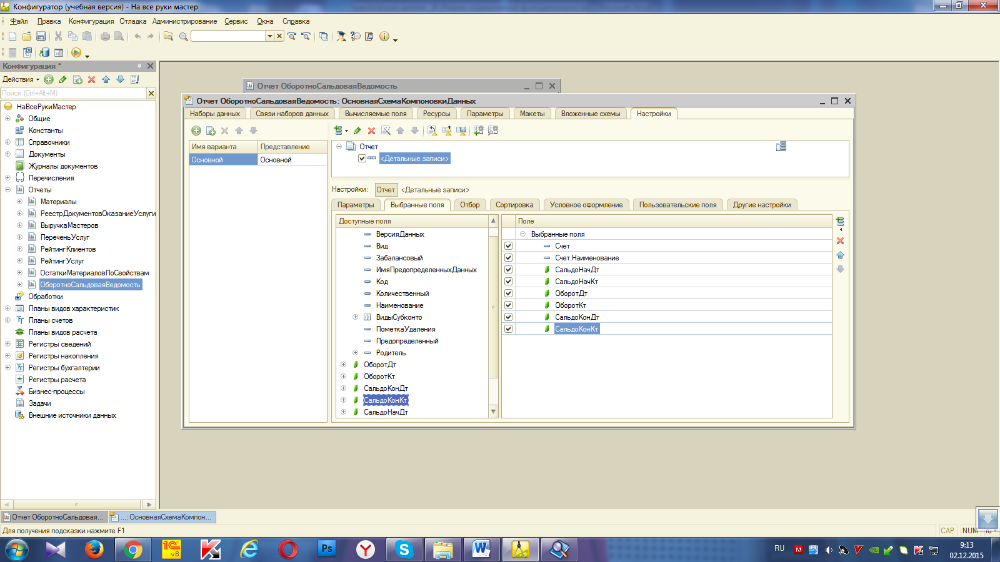 Конфигуратор (учебная версия) - На все руки мастер
Файл Правка Конфигурация Отладка Администрирование Сервис Окна Справка
Конфигурация *
Действия
Поиск (Ctrl+Alt+M)
НаВсеРукиМастер
Общие
Константы
Справочники
Документы
Журналы документов
Перечисления
Отчеты
Материалы
РеестрДокументовОказаниеУслуги
ВыручкаМастеров
ПереченьУслуг
РейтингКлиентов
РейтингУслуг
ОстаткиМатериаловПоСвойствам
ОборотноСальдоваяВедомость
Обработки
Планы видов характеристик
Планы счетов
Планы видов расчета
Регистры сведений
Регистры накопления
Регистры бухгалтерии
Регистры расчета
Бизнес-процессы
Задачи
Внешние источники данных
Отчет ОборотноСальдоваяВедомость
Отчет ОборотноСальдоваяВедомость: ОсновнаяСхемаКомпоновкиДанных
Наборы данных Связи наборов данных Вычисляемые поля Ресурсы Параметры Макеты Вложенные схемы Настройки
Имя варианта Представление
Основной Основной
Отчет
<Детальные записи>
Настройки: Отчет <Детальные записи>
Параметры Выбранные поля Отбор Сортировка Условное оформление Пользовательские поля Другие настройки
Доступные поля
ВерсияДанных
Вид
Забалансовый
ИмяПредопределенныхДанных
Код
Количественный
Наименование
ВидыСубконто
ПометкаУдаления
Предопределенный
Родитель
ОборотДт
ОборотКт
СальдоКонДт
СальдоКонКт
СальдоНачДт
Поле
Выбранные поля
Счет
Счет.Наименование
СальдоНачДт
СальдоНачКт
ОборотДт
ОборотКт
СальдоКонДт
СальдоКонКт
Отчет ОборотноСальдовая... ...: ОсновнаяСхемаКомпон...
Для получения подсказки нажмите F1
CAP NUM
RU
9:13
02.12.2015